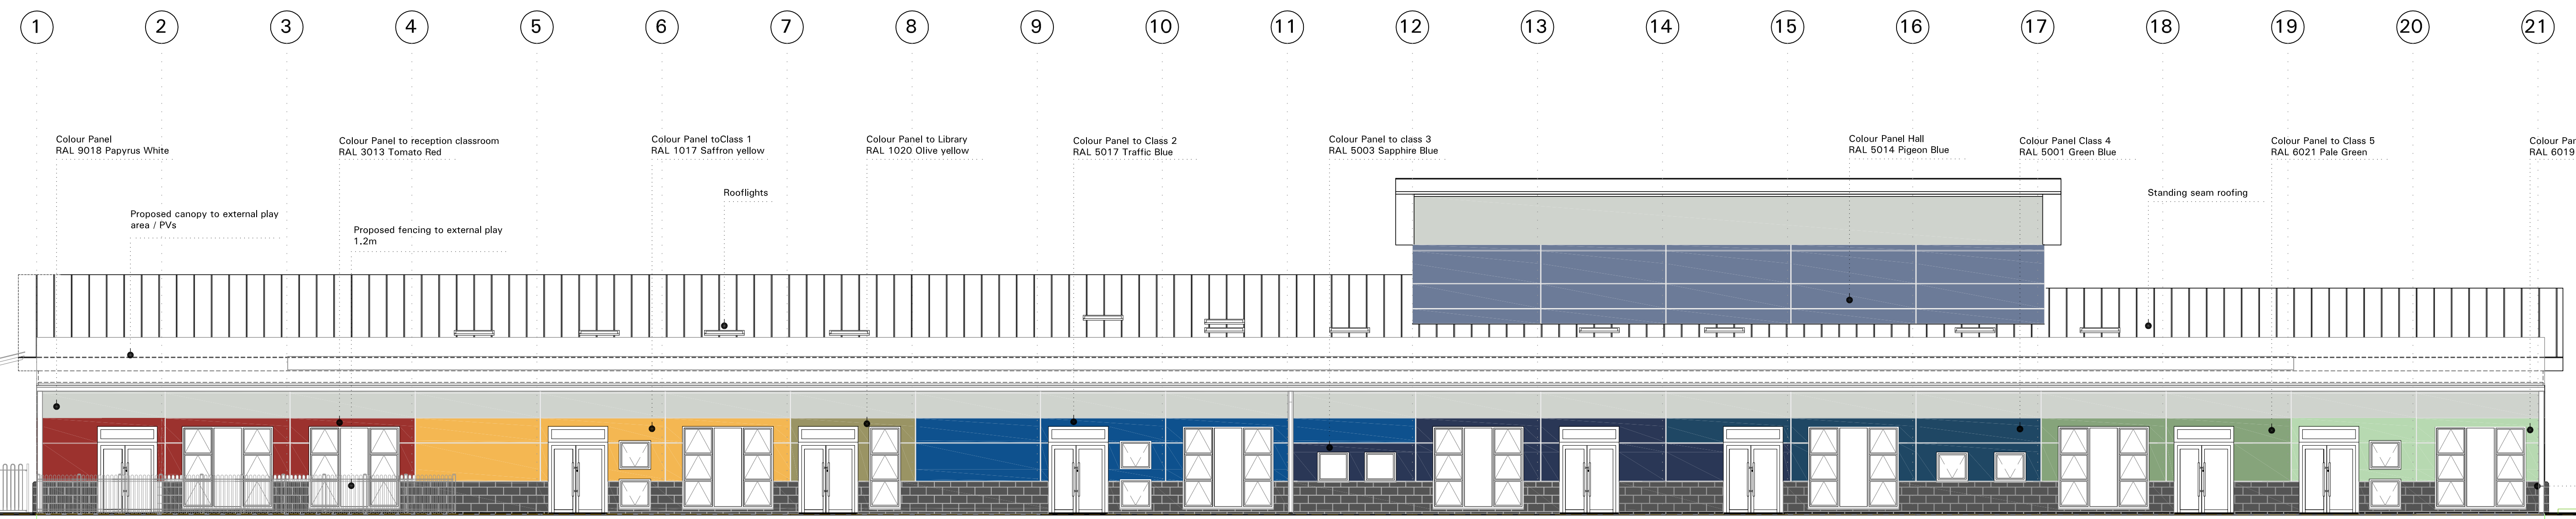 1 2 3 4 5 6 7 8 9 10 11 12 13 14 15 16 17 18 19 20 21
Colour Panel
RAL 9018 Papyrus White
Colour Panel to reception classroom
RAL 3013 Tomato Red
Colour Panel toClass 1
RAL 1017 Saffron yellow
Colour Panel to Library
RAL 1020 Olive yellow
Colour Panel to Class 2
RAL 5017 Traffic Blue
Colour Panel to class 3
RAL 5003 Sapphire Blue
Colour Panel Hall
RAL 5014 Pigeon Blue
Colour Panel Class 4
RAL 5001 Green Blue
Colour Panel to Class 5
RAL 6021 Pale Green
Colour Par
RAL 6019
Rooflights
Standing seam roofing
Proposed canopy to external play
area / PVs
Proposed fencing to external play
1.2m